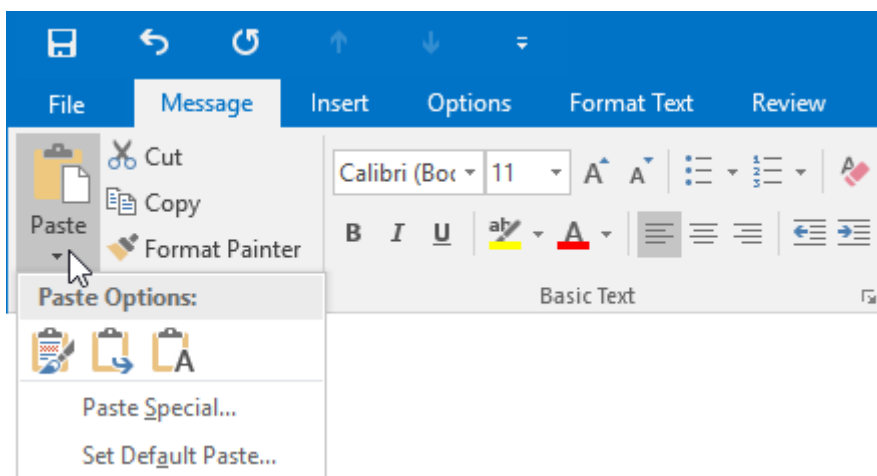 File Message Insert Options Format Text Review
Cut
Calibri (Boc 11
Copy
Paste
B I U
Format Painter
Basic Text
Paste Options:
Paste Special...
Set Default Paste...